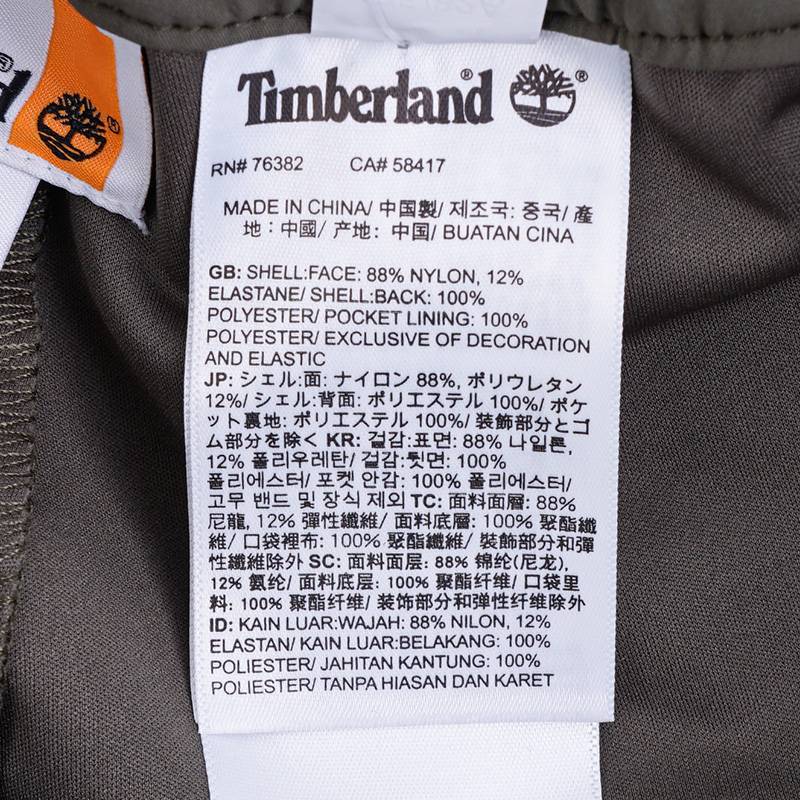 d®
®
Timberland® ®
RN# 76382 CA# 58417
MADE IN CHINA/ 中国製/ 제조국: 중국/ 產
地：中國/ 产地：中国/ BUATAN CINA
GB: SHELL:FACE: 88% NYLON, 12%
ELASTANE/ SHELL:BACK: 100%
POLYESTER/ POCKET LINING: 100%
POLYESTER/ EXCLUSIVE OF DECORATION
AND ELASTIC
JP: シェル:面: ナイロン 88%, ポリウレタン
12%/ シェル:背面: ポリエステル 100%/ ポケ
ット裏地: ポリエステル 100%/ 装飾部分とゴ
ム部分を除く KR: 겉감:표면: 88% 나일론,
12% 폴리우레탄/ 겉감:뒷면: 100%
폴리에스터/ 포켓 안감: 100% 폴리에스터/
고무 밴드 및 장식 제외 TC: 面料面層: 88%
尼龍, 12% 彈性纖維/ 面料底層: 100% 聚酯纖
維/ 口袋裡布: 100% 聚酯纖維/ 裝飾部分和彈
性纖維除外 SC: 面料面层: 88% 锦纶(尼龙),
12% 氨纶/ 面料底层: 100% 聚酯纤维/ 口袋里
料: 100% 聚酯纤维/ 装饰部分和弹性纤维除外
ID: KAIN LUAR:WAJAH: 88% NILON, 12%
ELASTAN/ KAIN LUAR:BELAKANG: 100%
POLIESTER/ JAHITAN KANTUNG: 100%
POLIESTER/ TANPA HIASAN DAN KARET